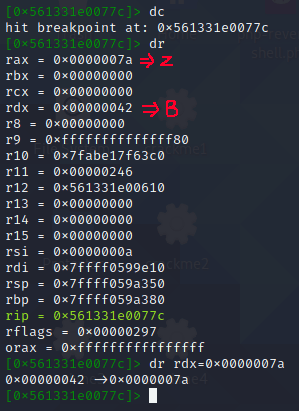 [0×561331e0077c]> dc
hit breakpoint at: 0×561331e0077c
[0×561331e0077c]> dr
rax = 0×0000007a ⇒ z
rbx = 0×00000000
rcx = 0×00000000
rdx = 0×00000042 ⇒ B
r8 = 0×00000000
r9 = 0×ffffffffffffff80
r10 = 0×7fabe17f63c0
r11 = 0×00000246
r12 = 0×561331e00610
r13 = 0×00000000
r14 = 0×00000000
r15 = 0×00000000
rsi = 0×0000000a
rdi = 0×7ffff0599e10
rsp = 0×7ffff059a350
rbp = 0×7ffff059a380
rip = 0×561331e0077c
rflags = 0×00000297
orax = 0×ffffffffffffffff
[0×561331e0077c]> dr rdx=0×0000007a
0×00000042 →0×0000007a
[0×561331e0077c]>